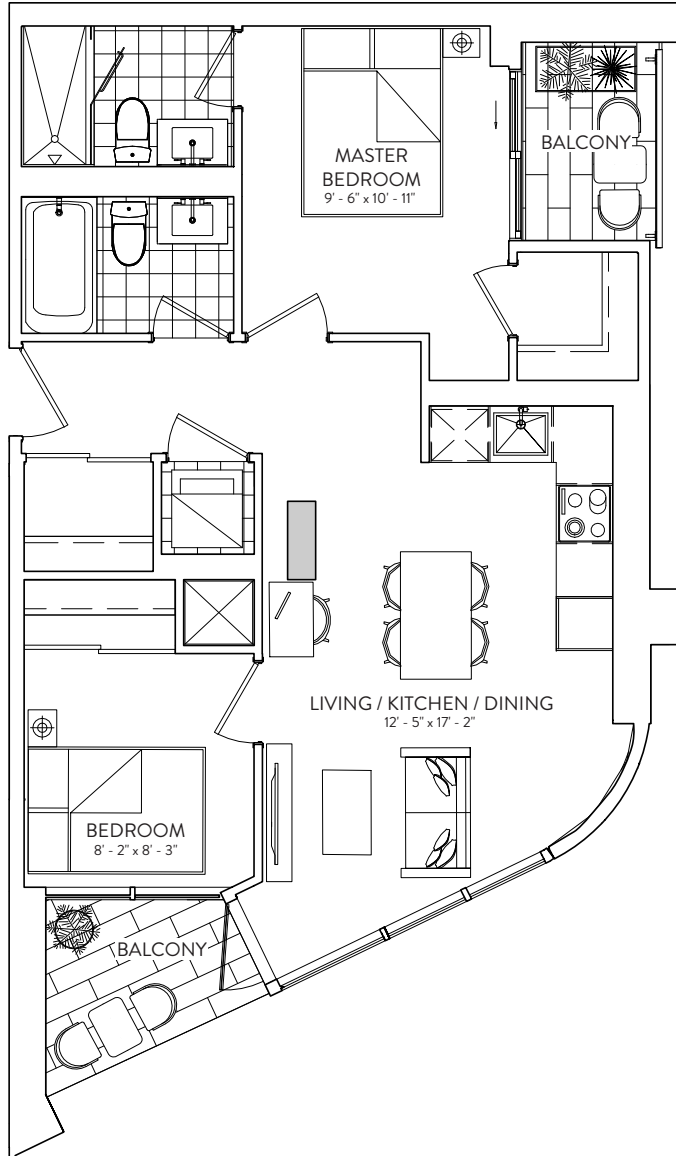 MASTER
BEDROOM
9' - 6" x 10' - 11"
BALCONY
LIVING / KITCHEN / DINING
12' - 5" x 17' - 2"
BEDROOM
8' - 2" x 8' - 3"
BALCONY